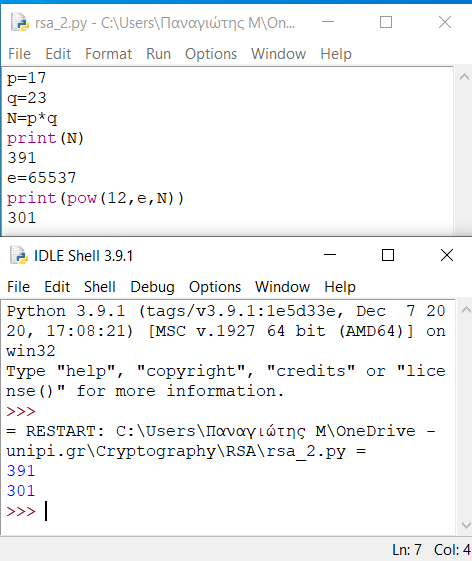 rsa_2.py - C:\Users\Παναγιώτης Μ\On...
File Edit Format Run Options Window Help
p=17
q=23
N=p*q
print(N)
391
e=65537
print(pow(12,e,N))
301
IDLE Shell 3.9.1
File Edit Shell Debug Options Window Help
Python 3.9.1 (tags/v3.9.1:1e5d33e, Dec  7 20
20, 17:08:21) [MSC v.1927 64 bit (AMD64)] on
win32
Type "help", "copyright", "credits" or "lice
nse()" for more information.
>>>
= RESTART: C:\Users\Παναγιώτης Μ\OneDrive -
unipi.gr\Cryptography\RSA\rsa_2.py =
391
301
>>>
Ln: 7 Col: 4